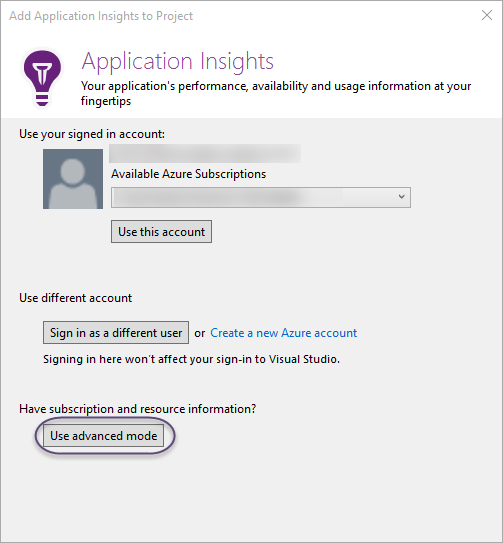 Add Application Insights to Project
Application Insights
Your application's performance, availability and usage information at your
fingertips
Use your signed in account:
Available Azure Subscriptions
Use this account
Use different account
Sign in as a different user or Create a new Azure account
Signing in here won't affect your sign-in to Visual Studio.
Have subscription and resource information?
Use advanced mode